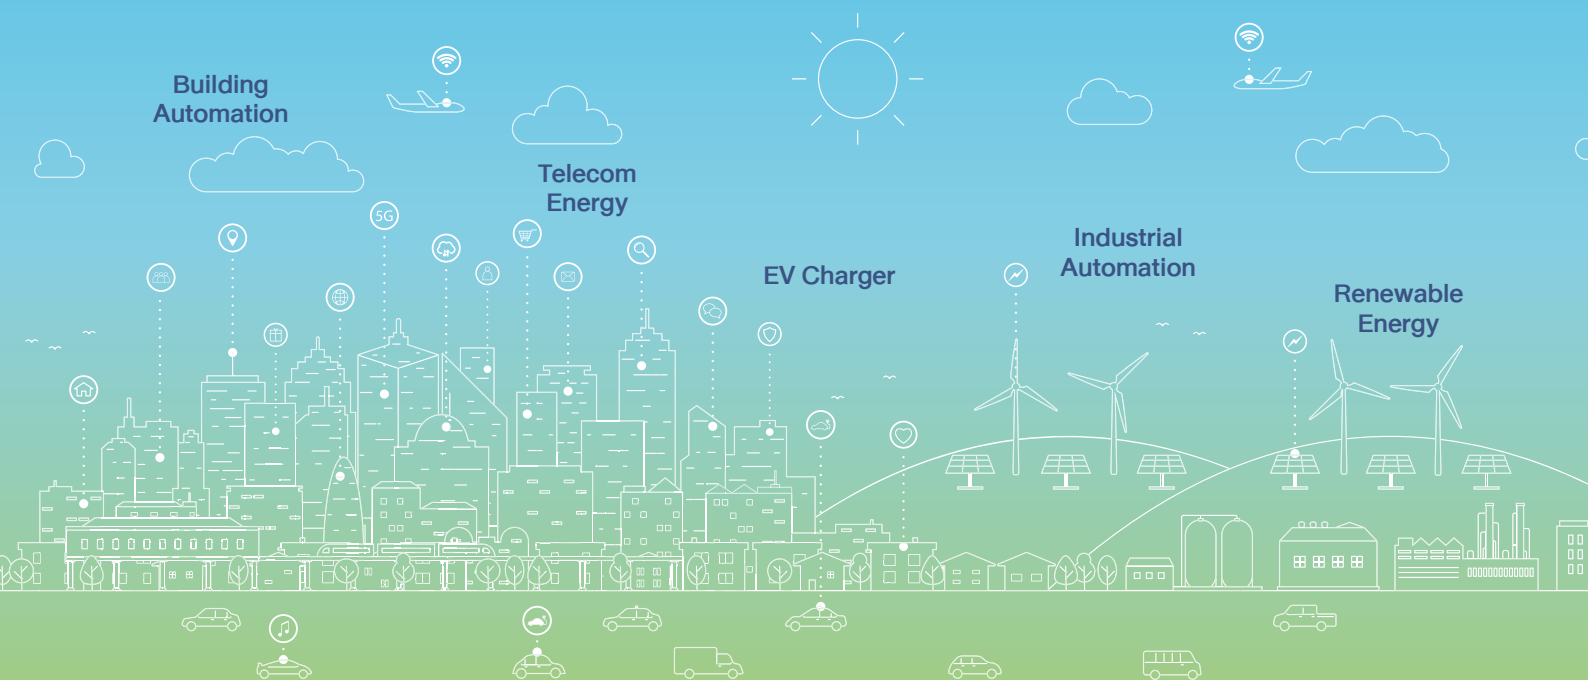 Building
Automation
Telecom
Energy
5G
EV Charger
Industrial
Automation
Renewable
Energy